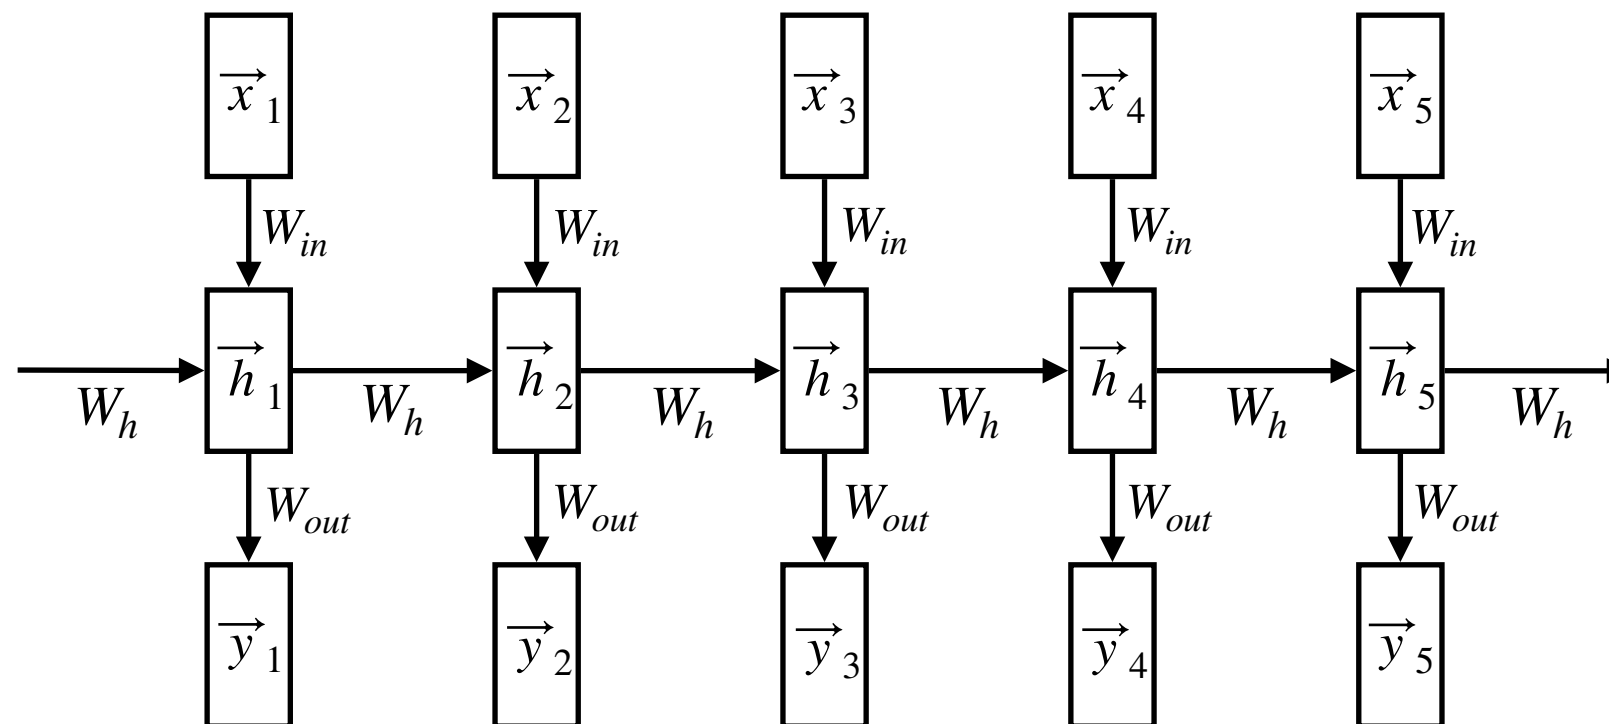 x⃗₁ x⃗₂ x⃗₃ x⃗₄ x⃗₅
W_in W_in W_in W_in W_in
h⃗₁ h⃗₂ h⃗₃ h⃗₄ h⃗₅
W_h W_h W_h W_h W_h W_h
W_out W_out W_out W_out W_out
y⃗₁ y⃗₂ y⃗₃ y⃗₄ y⃗₅